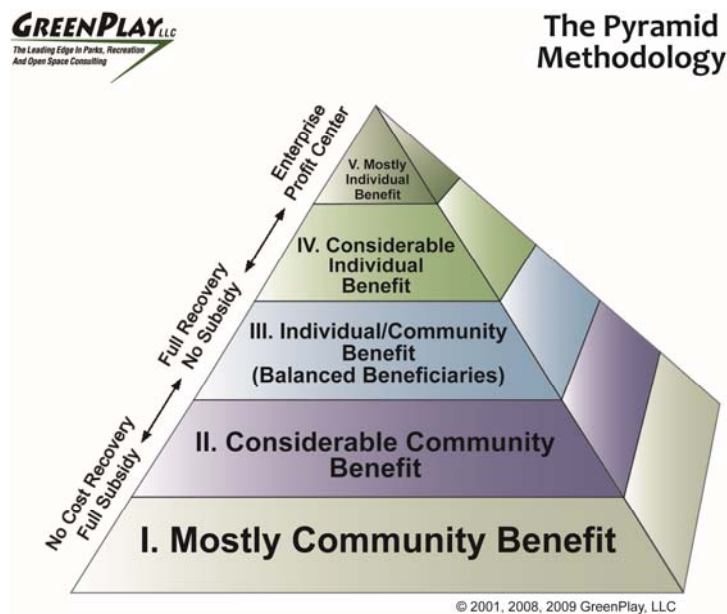 GREENPLAY LLC
The Leading Edge In Parks, Recreation
And Open Space Consulting
The Pyramid
Methodology
Enterprise
Profit Center
V. Mostly
Individual
Benefit
IV. Considerable
Individual
Benefit
Full Recovery
No Subsidy
III. Individual/Community
Benefit
(Balanced Beneficiaries)
II. Considerable Community
Benefit
No Cost Recovery
Full Subsidy
I. Mostly Community Benefit
© 2001, 2008, 2009 GreenPlay, LLC